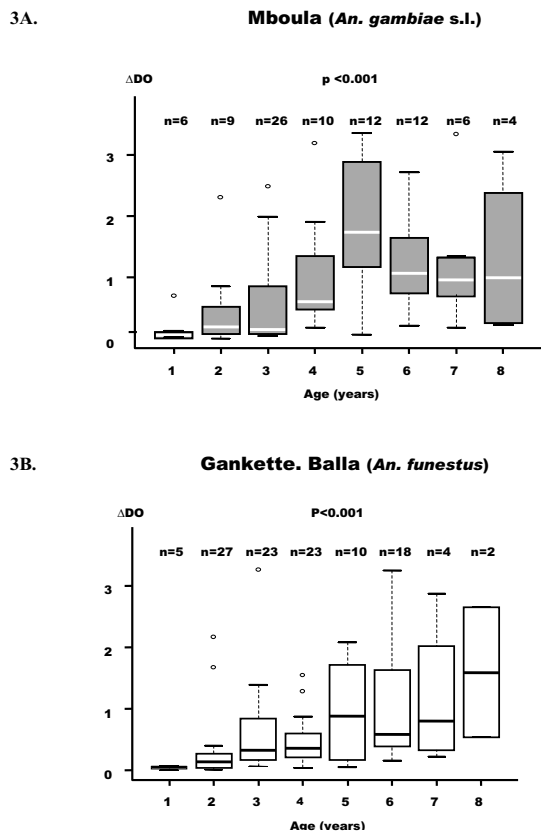 3A. Mboula (An. gambiae s.l.)
∆DO p <0.001
n=6 n=9 n=26 n=10 n=12 n=12 n=6 n=4
3
2
1
0
1 2 3 4 5 6 7 8
Age (years)
3B. Gankette. Balla (An. funestus)
∆DO P<0.001
n=5 n=27 n=23 n=23 n=10 n=18 n=4 n=2
3
2
1
0
1 2 3 4 5 6 7 8
Age (years)